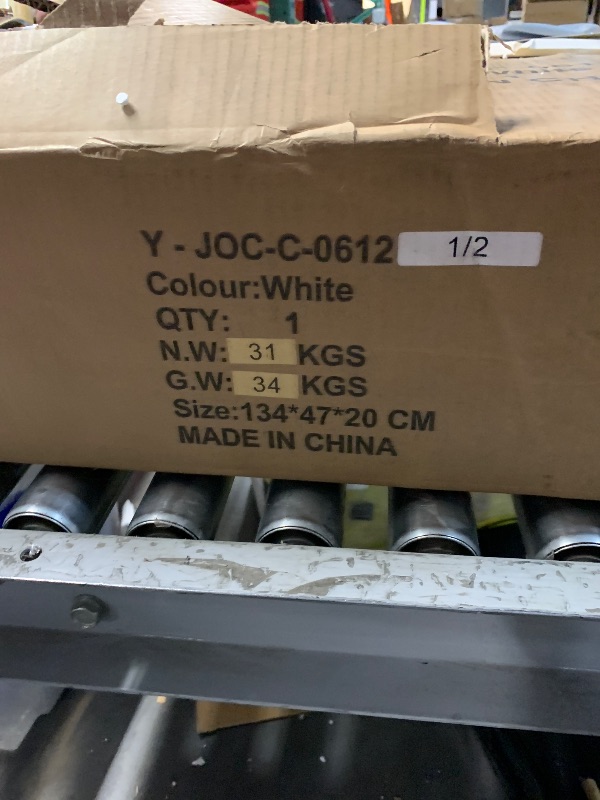 Y - JOC-C-0612 1/2
Colour:White
QTY: 1
N.W: 31 KGS
G.W: 34 KGS
Size:134*47*20 CM
MADE IN CHINA